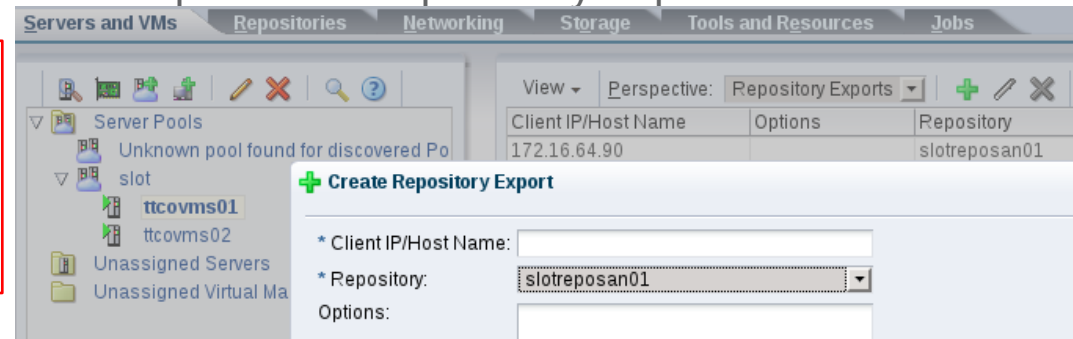 Servers and VMs Repositories Networking Storage Tools and Resources Jobs
View Perspective: Repository Exports
Server Pools
Unknown pool found for discovered Po
slot
ttcovms01
ttcovms02
Unassigned Servers
Unassigned Virtual Ma
Client IP/Host Name Options Repository
172.16.64.90 slotreposan01
Create Repository Export
* Client IP/Host Name:
* Repository: slotreposan01
Options: